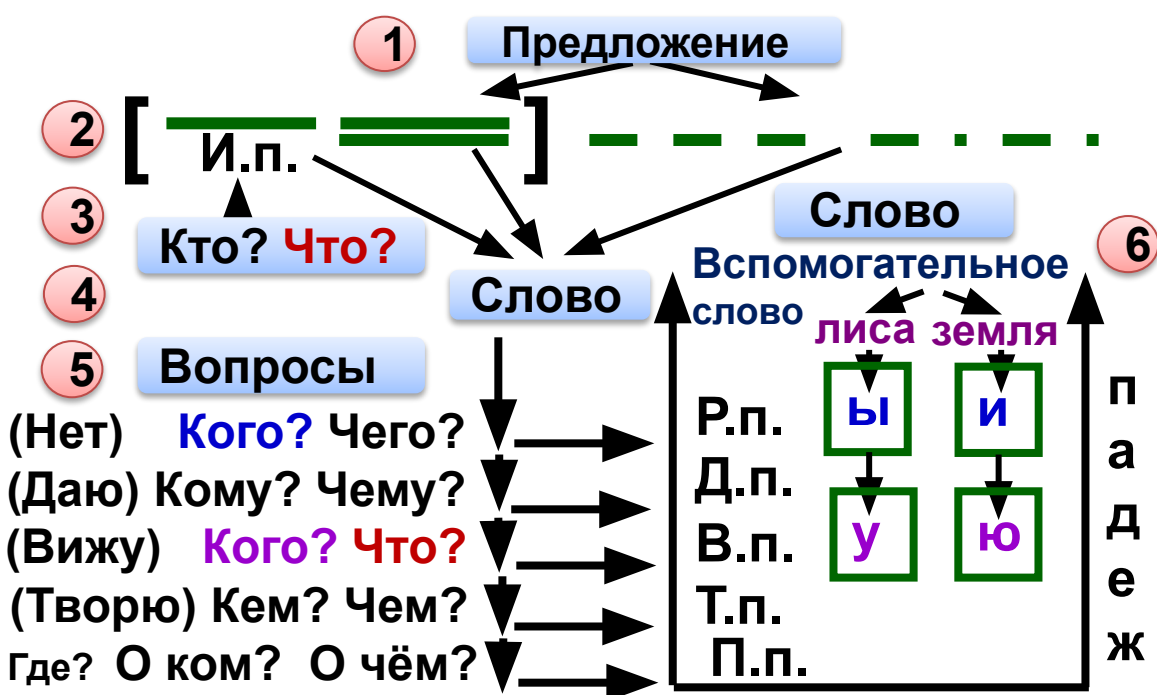 1 Предложение
2 [ ] 
И.п.
3 Кто? Что?
4 Слово
5 Вопросы
(Нет) Кого? Чего?
(Даю) Кому? Чему?
(Вижу) Кого? Что?
(Творю) Кем? Чем?
Где? О ком? О чём?
Слово
6
Вспомогательное
слово
лиса земля
Р.п. ы и
Д.п.
В.п. у ю
Т.п.
П.п.
падеж